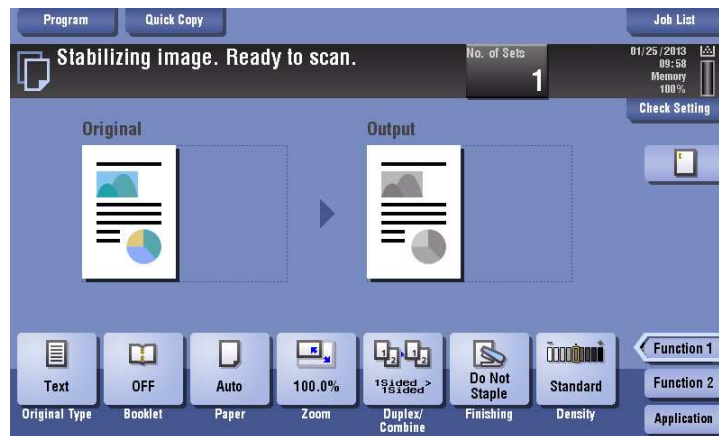 Program
Quick Copy
Job List
Stabilizing image. Ready to scan.
No. of Sets
1
01/25/2013
09:58
Memory
100%
Check Setting
Original
Output
Text
OFF
Auto
100.0%
1Sided >
1Sided
Do Not
Staple
Standard
Original Type
Booklet
Paper
Zoom
Duplex/
Combine
Finishing
Density
Function 1
Function 2
Application